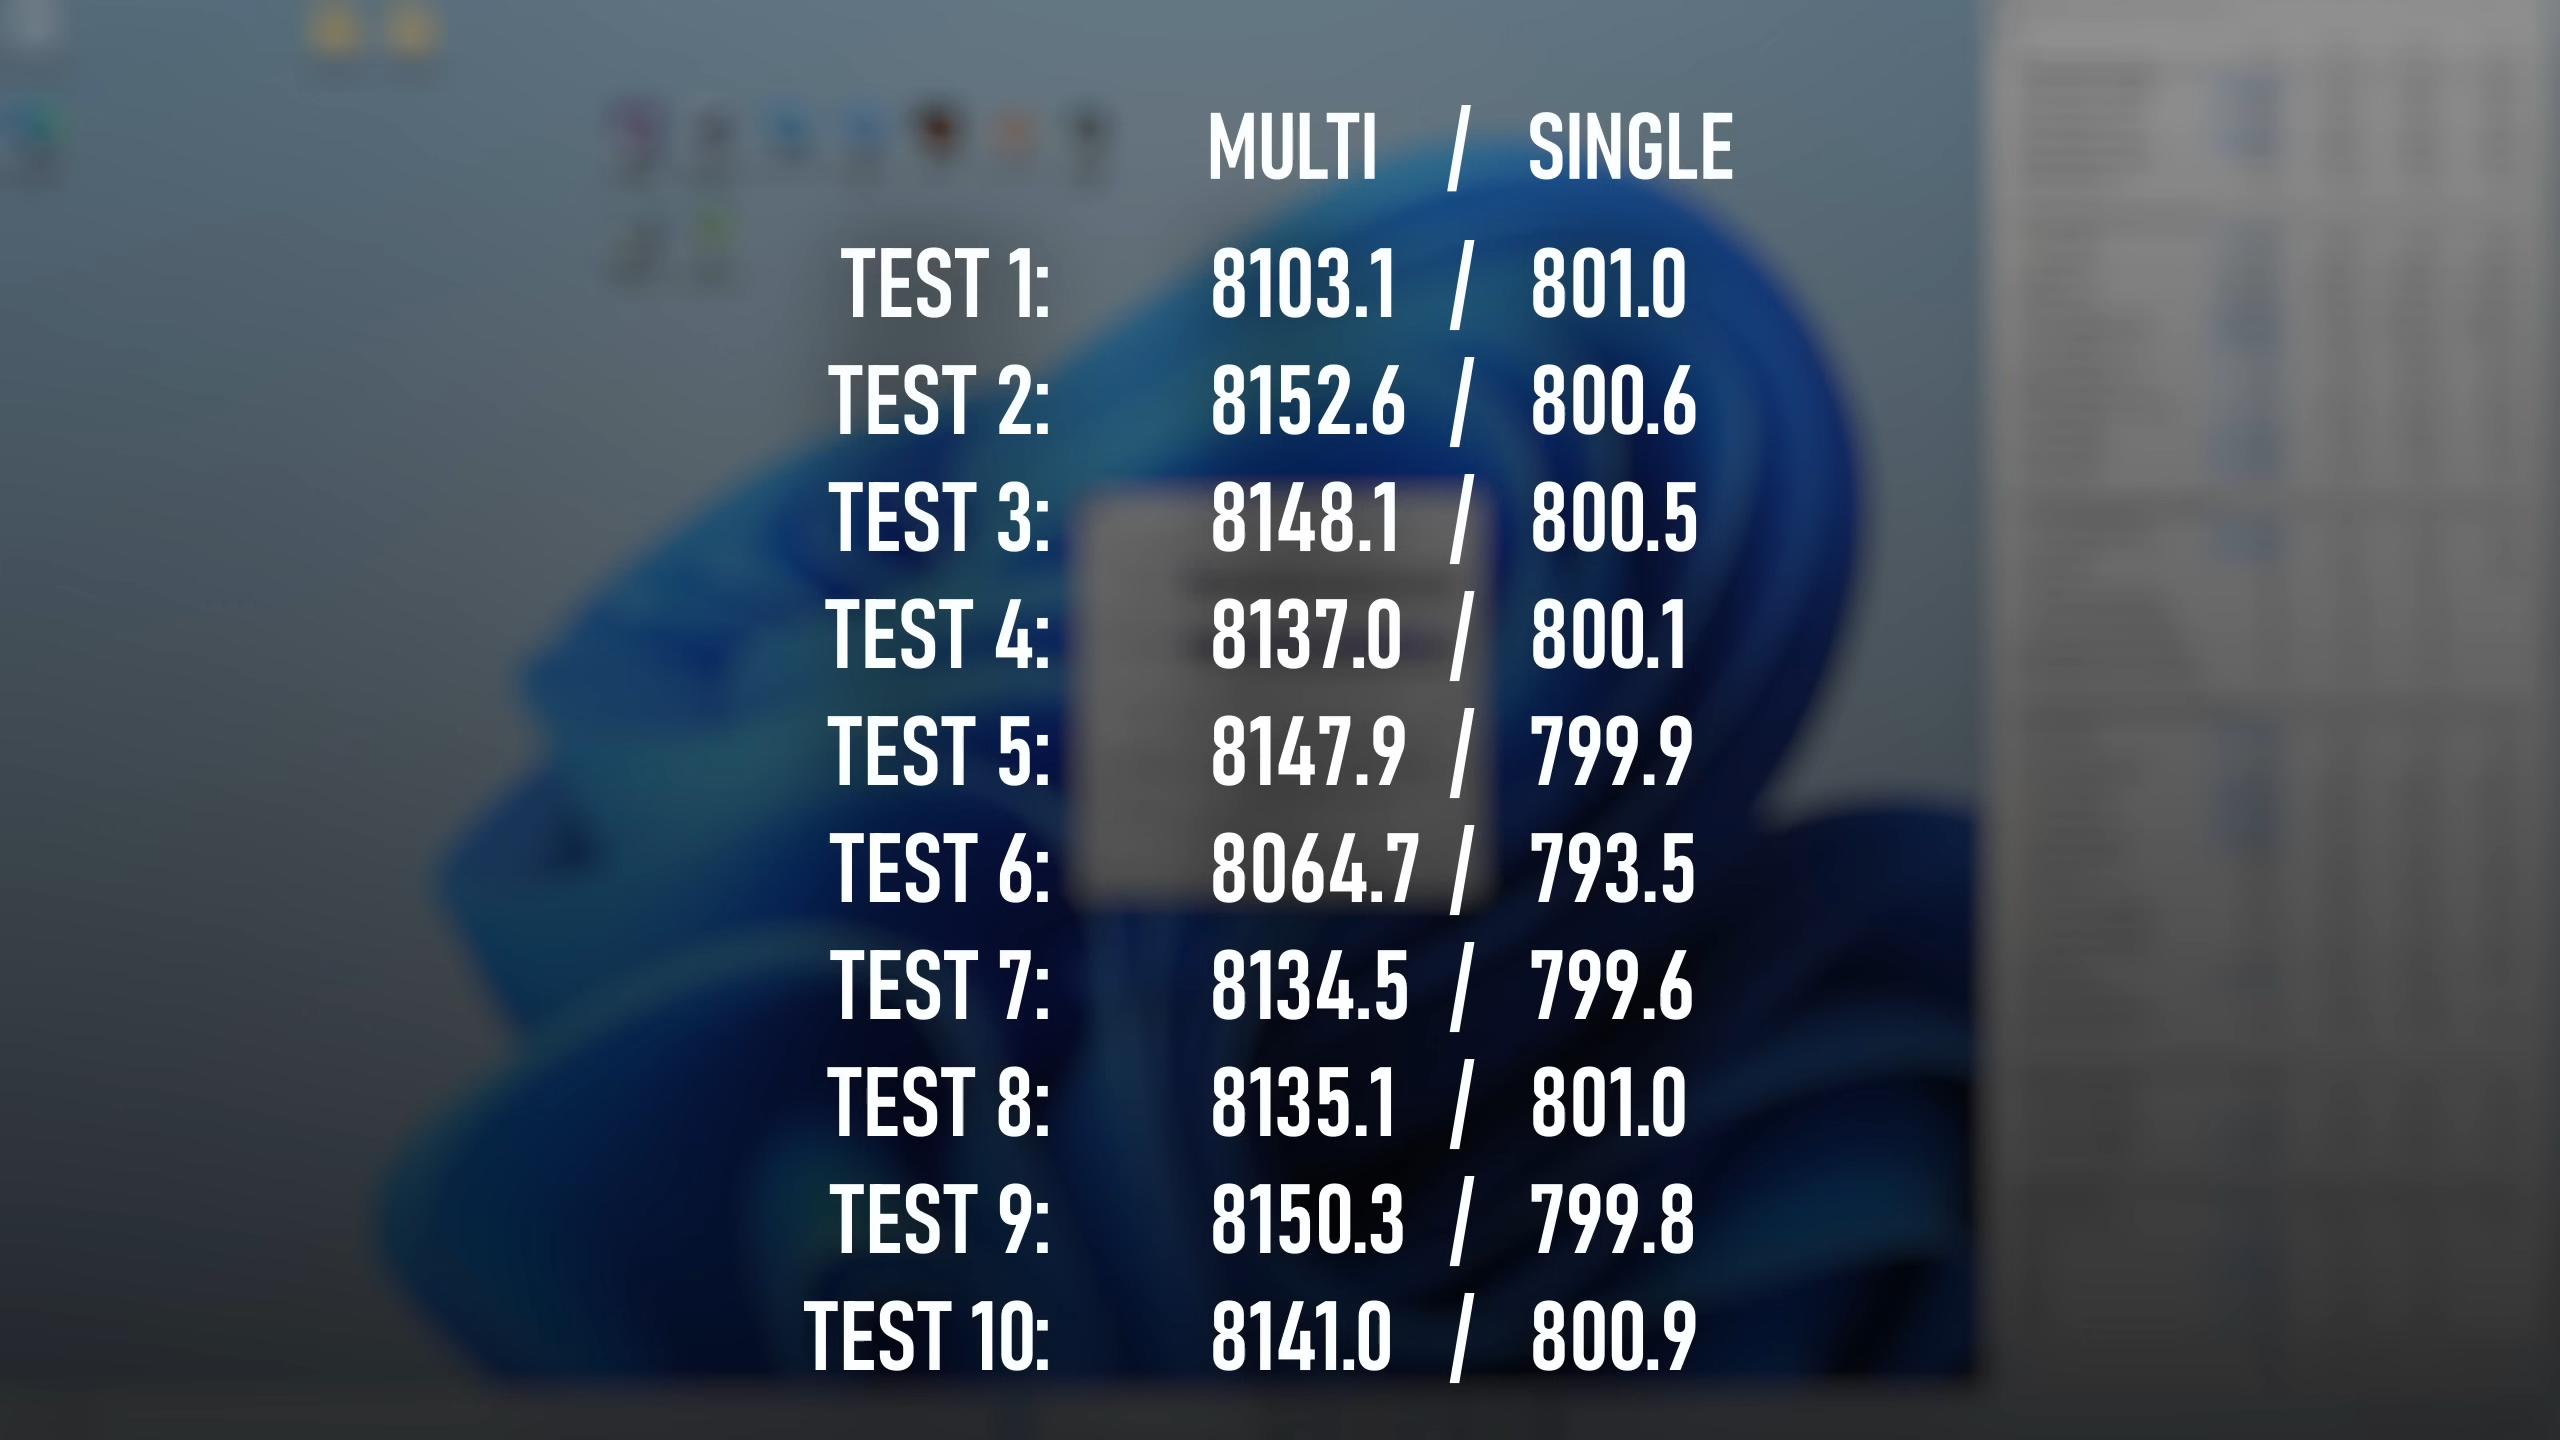 MULTI / SINGLE
TEST 1: 8103.1 / 801.0
TEST 2: 8152.6 / 800.6
TEST 3: 8148.1 / 800.5
TEST 4: 8137.0 / 800.1
TEST 5: 8147.9 / 799.9
TEST 6: 8064.7 / 793.5
TEST 7: 8134.5 / 799.6
TEST 8: 8135.1 / 801.0
TEST 9: 8150.3 / 799.8
TEST 10: 8141.0 / 800.9